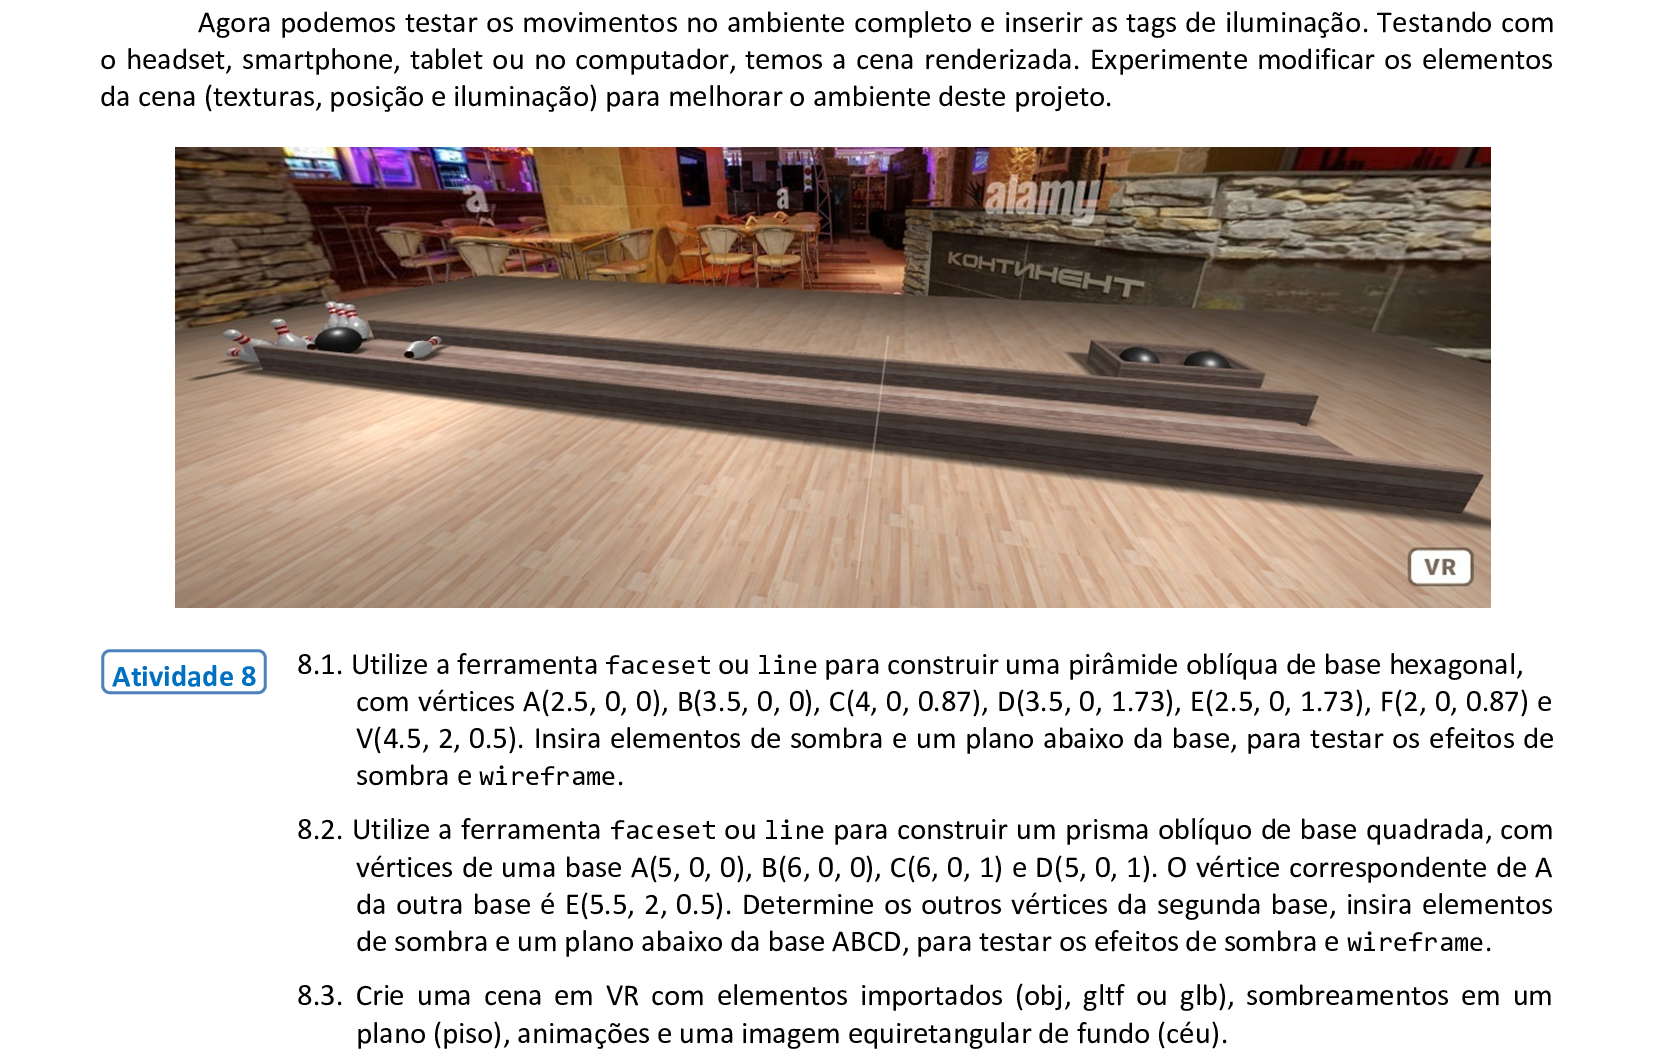 Agora podemos testar os movimentos no ambiente completo e inserir as tags de iluminação. Testando com
o headset, smartphone, tablet ou no computador, temos a cena renderizada. Experimente modificar os elementos
da cena (texturas, posição e iluminação) para melhorar o ambiente deste projeto.
a
a
alamy
КОНТИНЕНТ
VR
Atividade 8
8.1. Utilize a ferramenta faceset ou line para construir uma pirâmide oblíqua de base hexagonal,
com vértices A(2.5, 0, 0), B(3.5, 0, 0), C(4, 0, 0.87), D(3.5, 0, 1.73), E(2.5, 0, 1.73), F(2, 0, 0.87) e
V(4.5, 2, 0.5). Insira elementos de sombra e um plano abaixo da base, para testar os efeitos de
sombra e wireframe.
8.2. Utilize a ferramenta faceset ou line para construir um prisma oblíquo de base quadrada, com
vértices de uma base A(5, 0, 0), B(6, 0, 0), C(6, 0, 1) e D(5, 0, 1). O vértice correspondente de A
da outra base é E(5.5, 2, 0.5). Determine os outros vértices da segunda base, insira elementos
de sombra e um plano abaixo da base ABCD, para testar os efeitos de sombra e wireframe.
8.3. Crie uma cena em VR com elementos importados (obj, gltf ou glb), sombreamentos em um
plano (piso), animações e uma imagem equiretangular de fundo (céu).